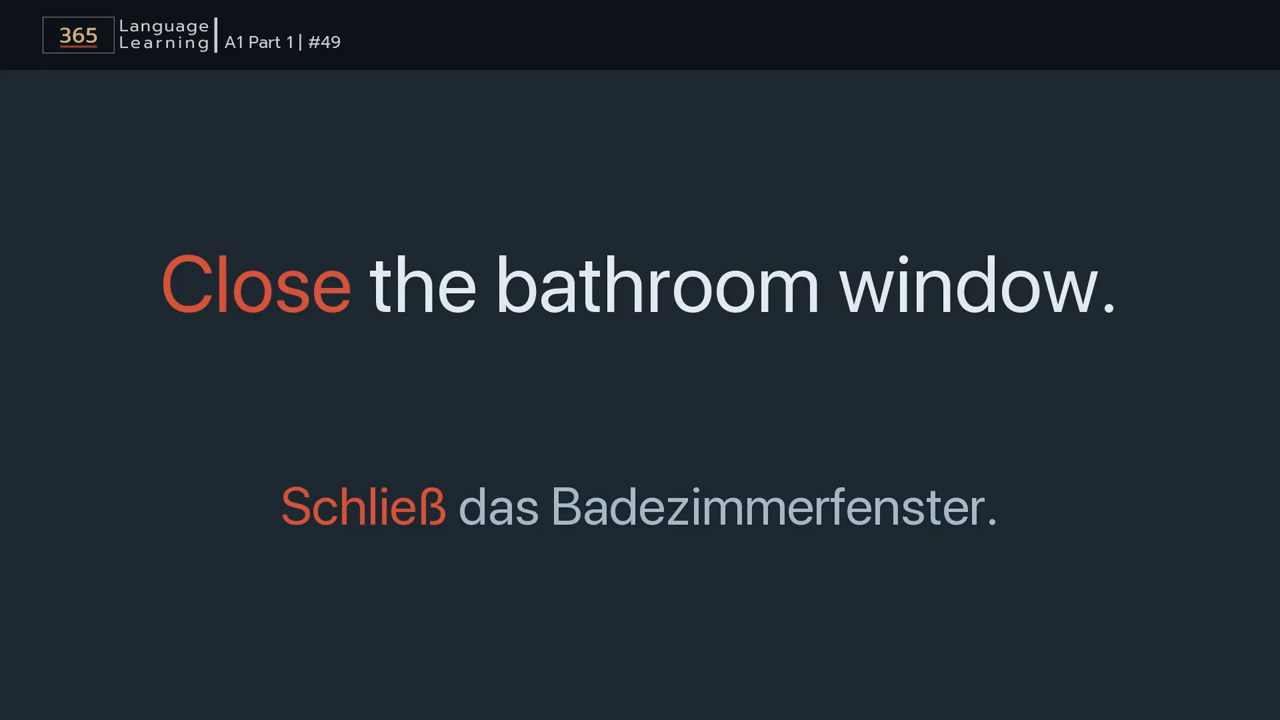 365 Language Learning | A1 Part 1 | #49
Close the bathroom window.
Schließ das Badezimmerfenster.